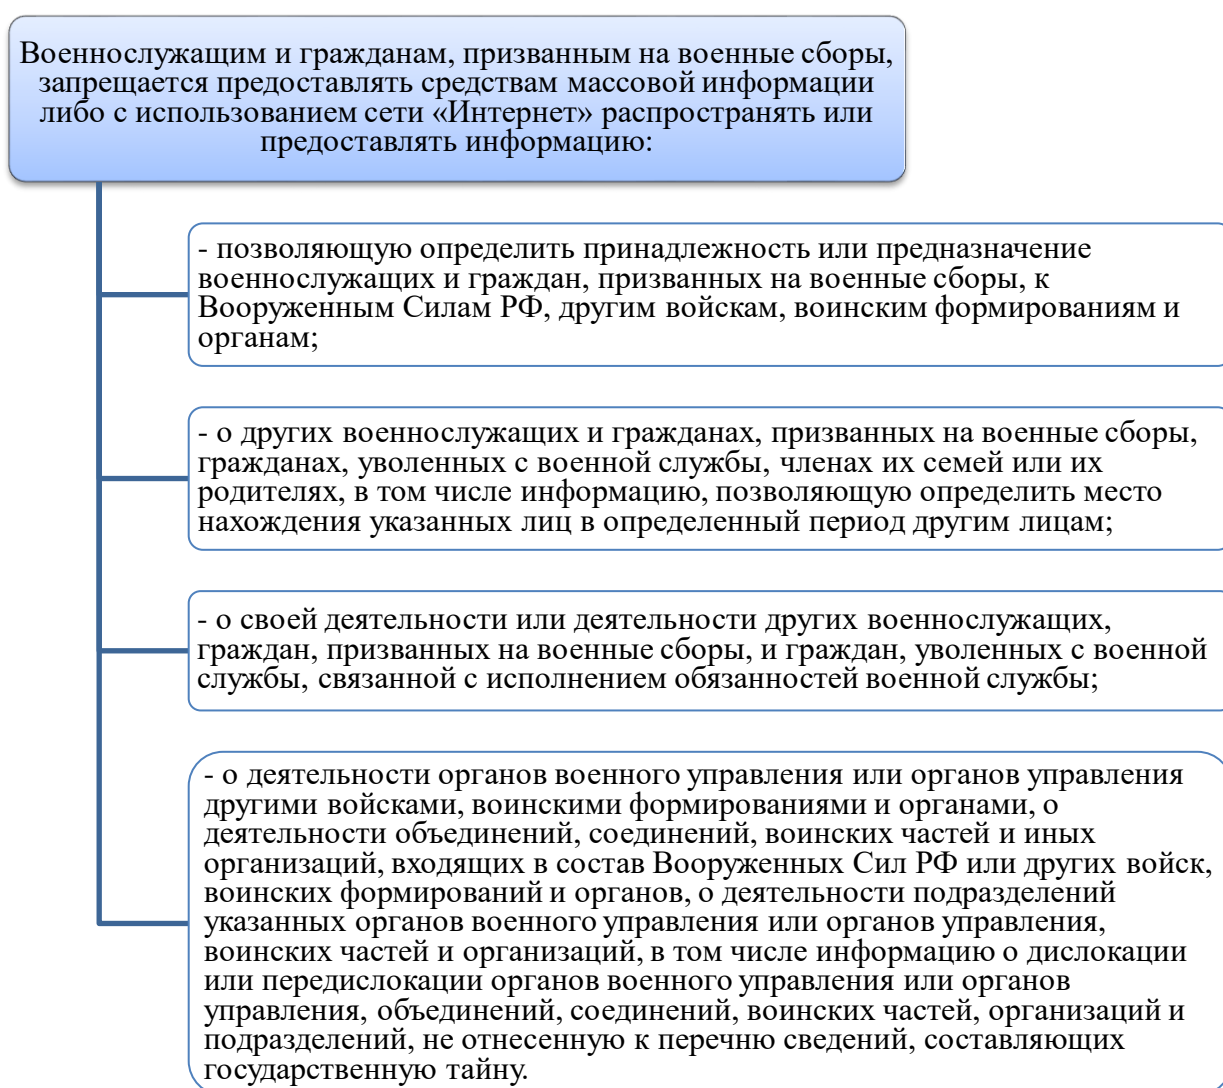 Военнослужащим и гражданам, призванным на военные сборы,
запрещается предоставлять средствам массовой информации
либо с использованием сети «Интернет» распространять или
предоставлять информацию:
- позволяющую определить принадлежность или предназначение
военнослужащих и граждан, призванных на военные сборы, к
Вооруженным Силам РФ, другим войскам, воинским формированиям и
органам;
- о других военнослужащих и гражданах, призванных на военные сборы,
гражданах, уволенных с военной службы, членах их семей или их
родителях, в том числе информацию, позволяющую определить место
нахождения указанных лиц в определенный период другим лицам;
- о своей деятельности или деятельности других военнослужащих,
граждан, призванных на военные сборы, и граждан, уволенных с военной
службы, связанной с исполнением обязанностей военной службы;
- о деятельности органов военного управления или органов управления
другими войсками, воинскими формированиями и органами, о
деятельности объединений, соединений, воинских частей и иных
организаций, входящих в состав Вооруженных Сил РФ или других войск,
воинских формирований и органов, о деятельности подразделений
указанных органов военного управления или органов управления,
воинских частей и организаций, в том числе информацию о дислокации
или передислокации органов военного управления или органов
управления, объединений, соединений, воинских частей, организаций и
подразделений, не отнесенную к перечню сведений, составляющих
государственную тайну.